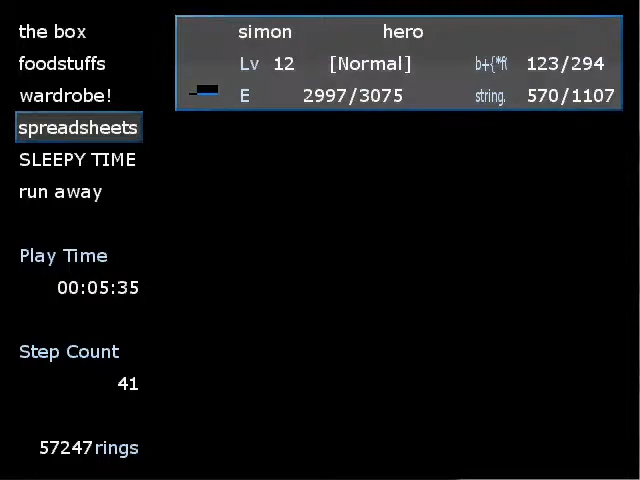 the box
foodstuffs
wardrobe!
spreadsheets
SLEEPY TIME
run away
Play Time
00:05:35
Step Count
41
57247rings
simon hero
Lv 12 [Normal] 123/294
E 2997/3075 string. 570/1107